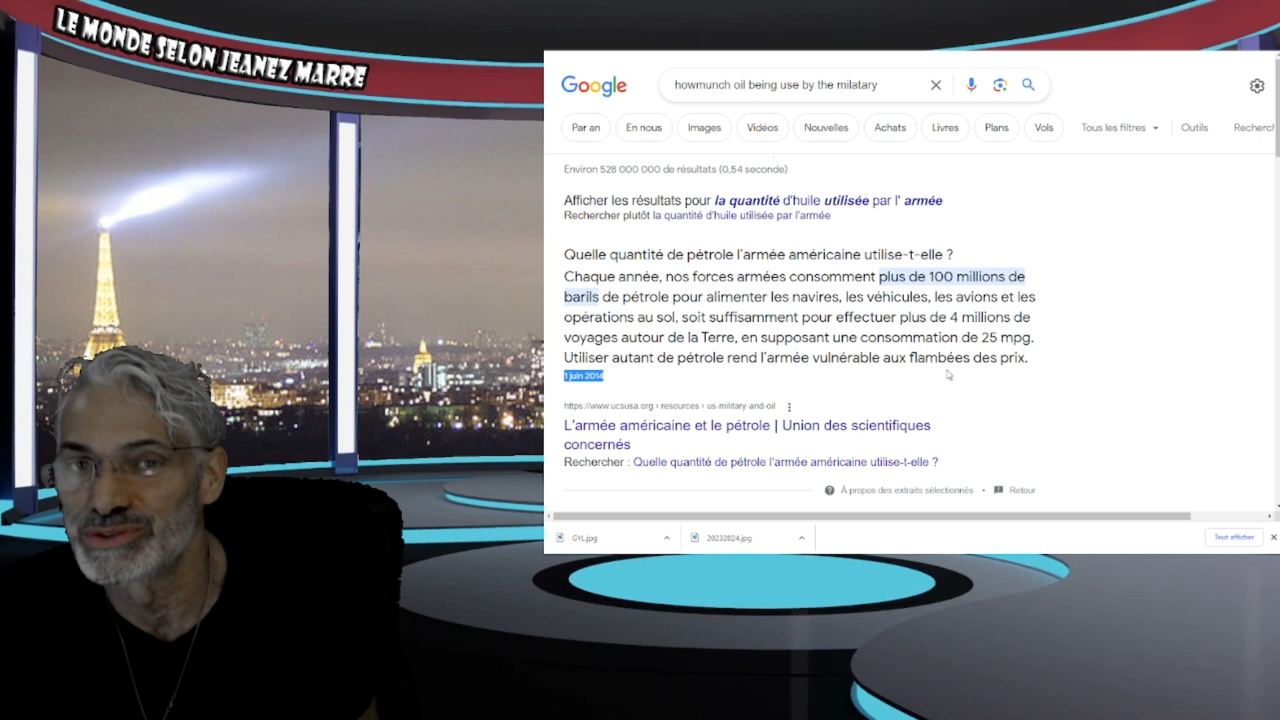 LE MONDE SELON JEANEZ MARRE
Google
howmunch oil being use by the milatary
Par an
En nous
Images
Vidéos
Nouvelles
Achats
Livres
Plans
Vols
Tous les filtres
Outils
Recherch
Environ 528 000 000 de résultats (0,54 seconde)
Afficher les résultats pour la quantité d'huile utilisée par l' armée
Rechercher plutôt la quantité d'huile utilisée par l'armée
Quelle quantité de pétrole l'armée américaine utilise-t-elle ?
Chaque année, nos forces armées consomment plus de 100 millions de
barils de pétrole pour alimenter les navires, les véhicules, les avions et les
opérations au sol, soit suffisamment pour effectuer plus de 4 millions de
voyages autour de la Terre, en supposant une consommation de 25 mpg.
Utiliser autant de pétrole rend l'armée vulnérable aux flambées des prix.
1 juin 2014
https://www.ucsusa.org › resources › us-military-and-oil
L'armée américaine et le pétrole | Union des scientifiques
concernés
Rechercher : Quelle quantité de pétrole l'armée américaine utilise-t-elle ?
À propos des extraits sélectionnés
Retour
GYL.jpg
20232024.jpg
Tout afficher